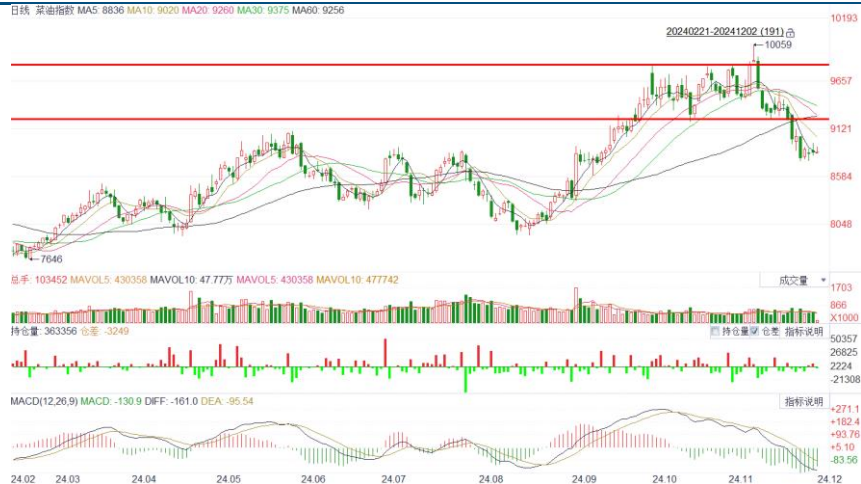 日线 菜油指数 MA5: 8836 MA10: 9020 MA20: 9260 MA30: 9375 MA60: 9256
10193
20240221-20241202 (191)
10059
9657
9121
8584
8048
7646
总手: 103452 MAVOL5: 430358 MAVOL10: 47.77万 MAVOL5: 430358 MAVOL10: 477742
成交量
1703
866
X1000
持仓量: 363356 仓差 -3249
持仓量 仓差 指标说明
50357
26825
2224
-21308
MACD(12,26,9) MACD: -130.9 DIFF: -161.0 DEA: -95.54
指标说明
+271.1
+182.4
+93.76
+5.10
-83.56
24.02 24.03 24.04 24.05 24.06 24.07 24.08 24.09 24.10 24.11 24.12